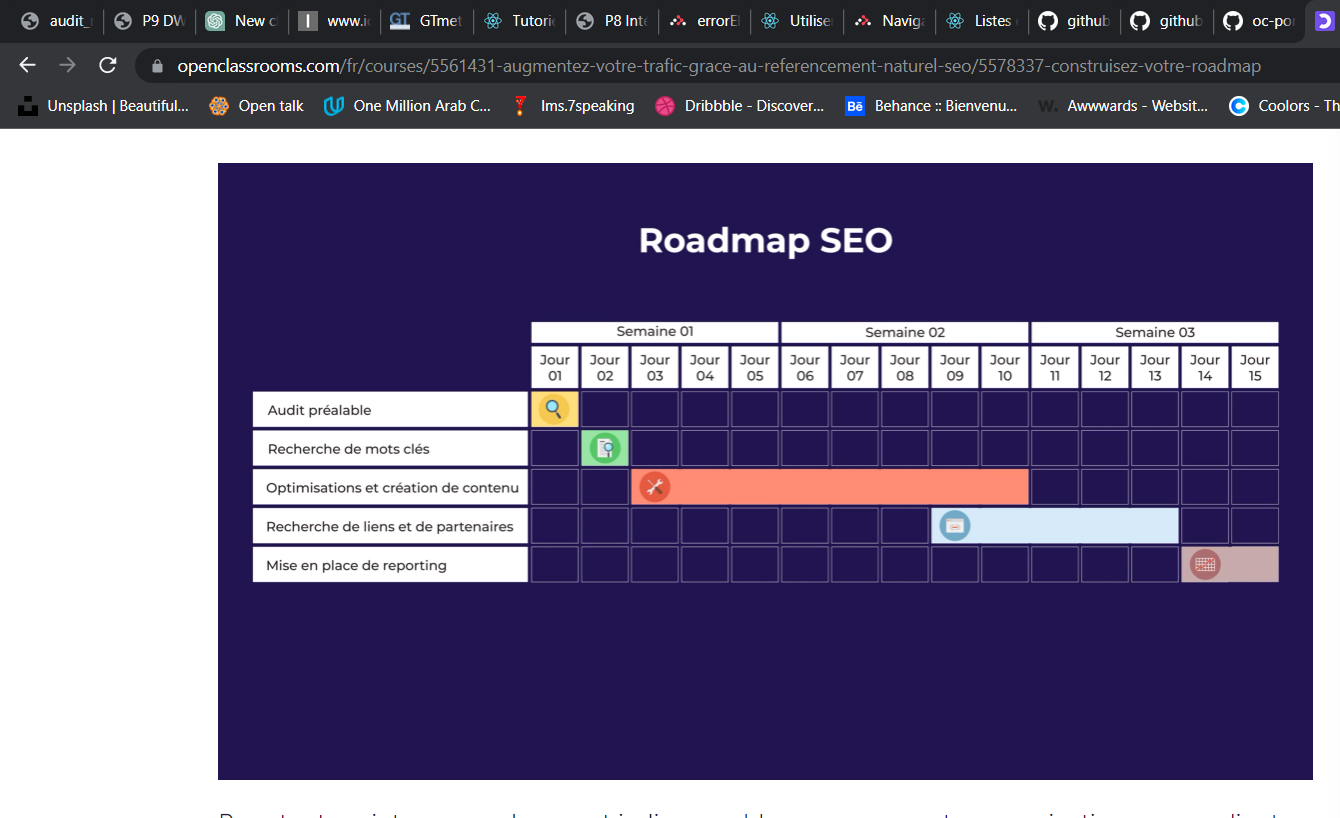 audit_ P9 DW New c www.i GTmet Tutori P8 Inte errorE Utilise Naviga Listes github github oc-por
openclassrooms.com/fr/courses/5561431-augmentez-votre-trafic-grace-au-referencement-naturel-seo/5578337-construisez-votre-roadmap
Unsplash | Beautiful... Open talk One Million Arab C... lms.7speaking Dribbble - Discover... Bē Behance :: Bienvenu... W. Awwwards - Websit... Coolors - Th
Roadmap SEO
Semaine 01 Semaine 02 Semaine 03
Jour Jour Jour Jour Jour Jour Jour Jour Jour Jour Jour Jour Jour Jour Jour
01 02 03 04 05 06 07 08 09 10 11 12 13 14 15
Audit préalable
Recherche de mots clés
Optimisations et création de contenu
Recherche de liens et de partenaires
Mise en place de reporting